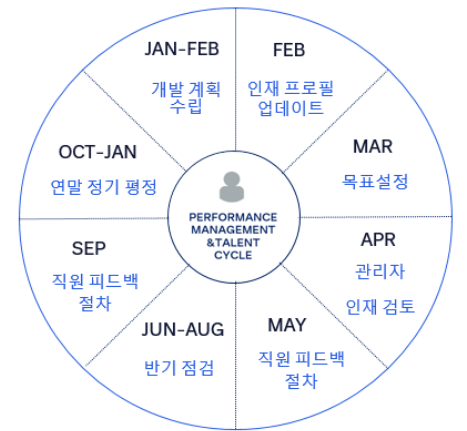 JAN-FEB
개발 계획
수립
FEB
인재 프로필
업데이트
MAR
목표설정
APR
관리자
인재 검토
MAY
직원 피드백
절차
JUN-AUG
반기 점검
SEP
직원 피드백
절차
OCT-JAN
연말 정기 평정
PERFORMANCE
MANAGEMENT
&TALENT
CYCLE